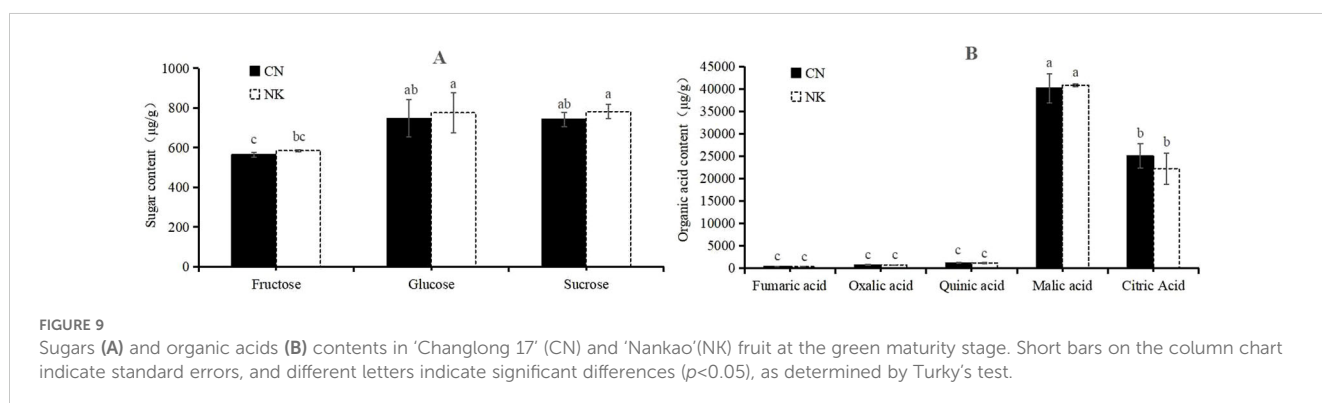 A
CN
NK
Sugar content（μg/g）
1000
800
600
400
200
0
c
bc
ab
a
ab
a
Fructose
Glucose
Sucrose
B
CN
NK
Organic acid content（μg/g）
45000
40000
35000
30000
25000
20000
15000
10000
5000
0
c c
c c
c c
a a
b b
Fumaric acid
Oxalic acid
Quinic acid
Malic acid
Citric Acid
FIGURE 9
Sugars (A) and organic acids (B) contents in ‘Changlong 17’ (CN) and ‘Nankao’(NK) fruit at the green maturity stage. Short bars on the column chart
indicate standard errors, and different letters indicate significant differences (p<0.05), as determined by Turky’s test.